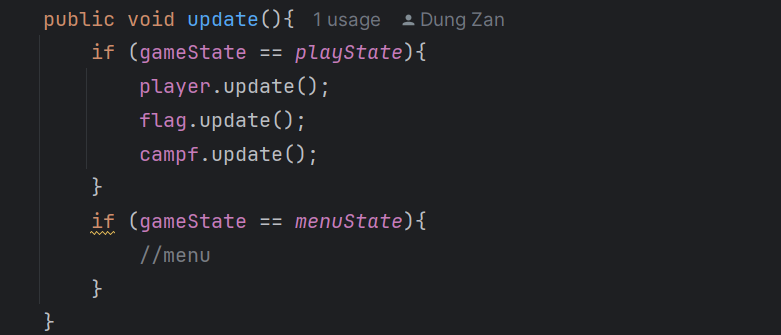 public void update(){ 1 usage Dung Zan
if (gameState == playState){
player.update();
flag.update();
campf.update();
}
if (gameState == menuState){
//menu
}
}